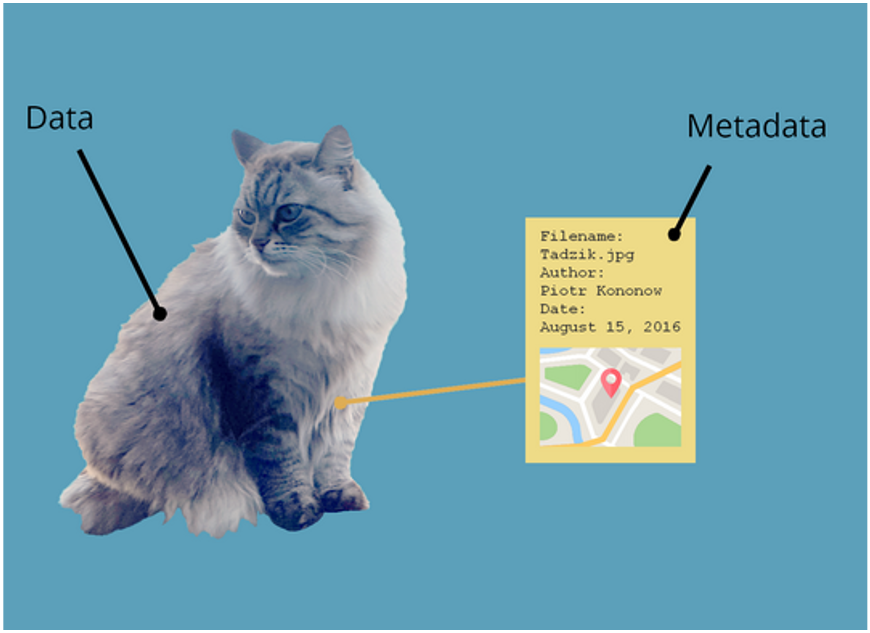 Data
Metadata
Filename:
Tadzik.jpg
Author:
Piotr Kononow
Date:
August 15, 2016